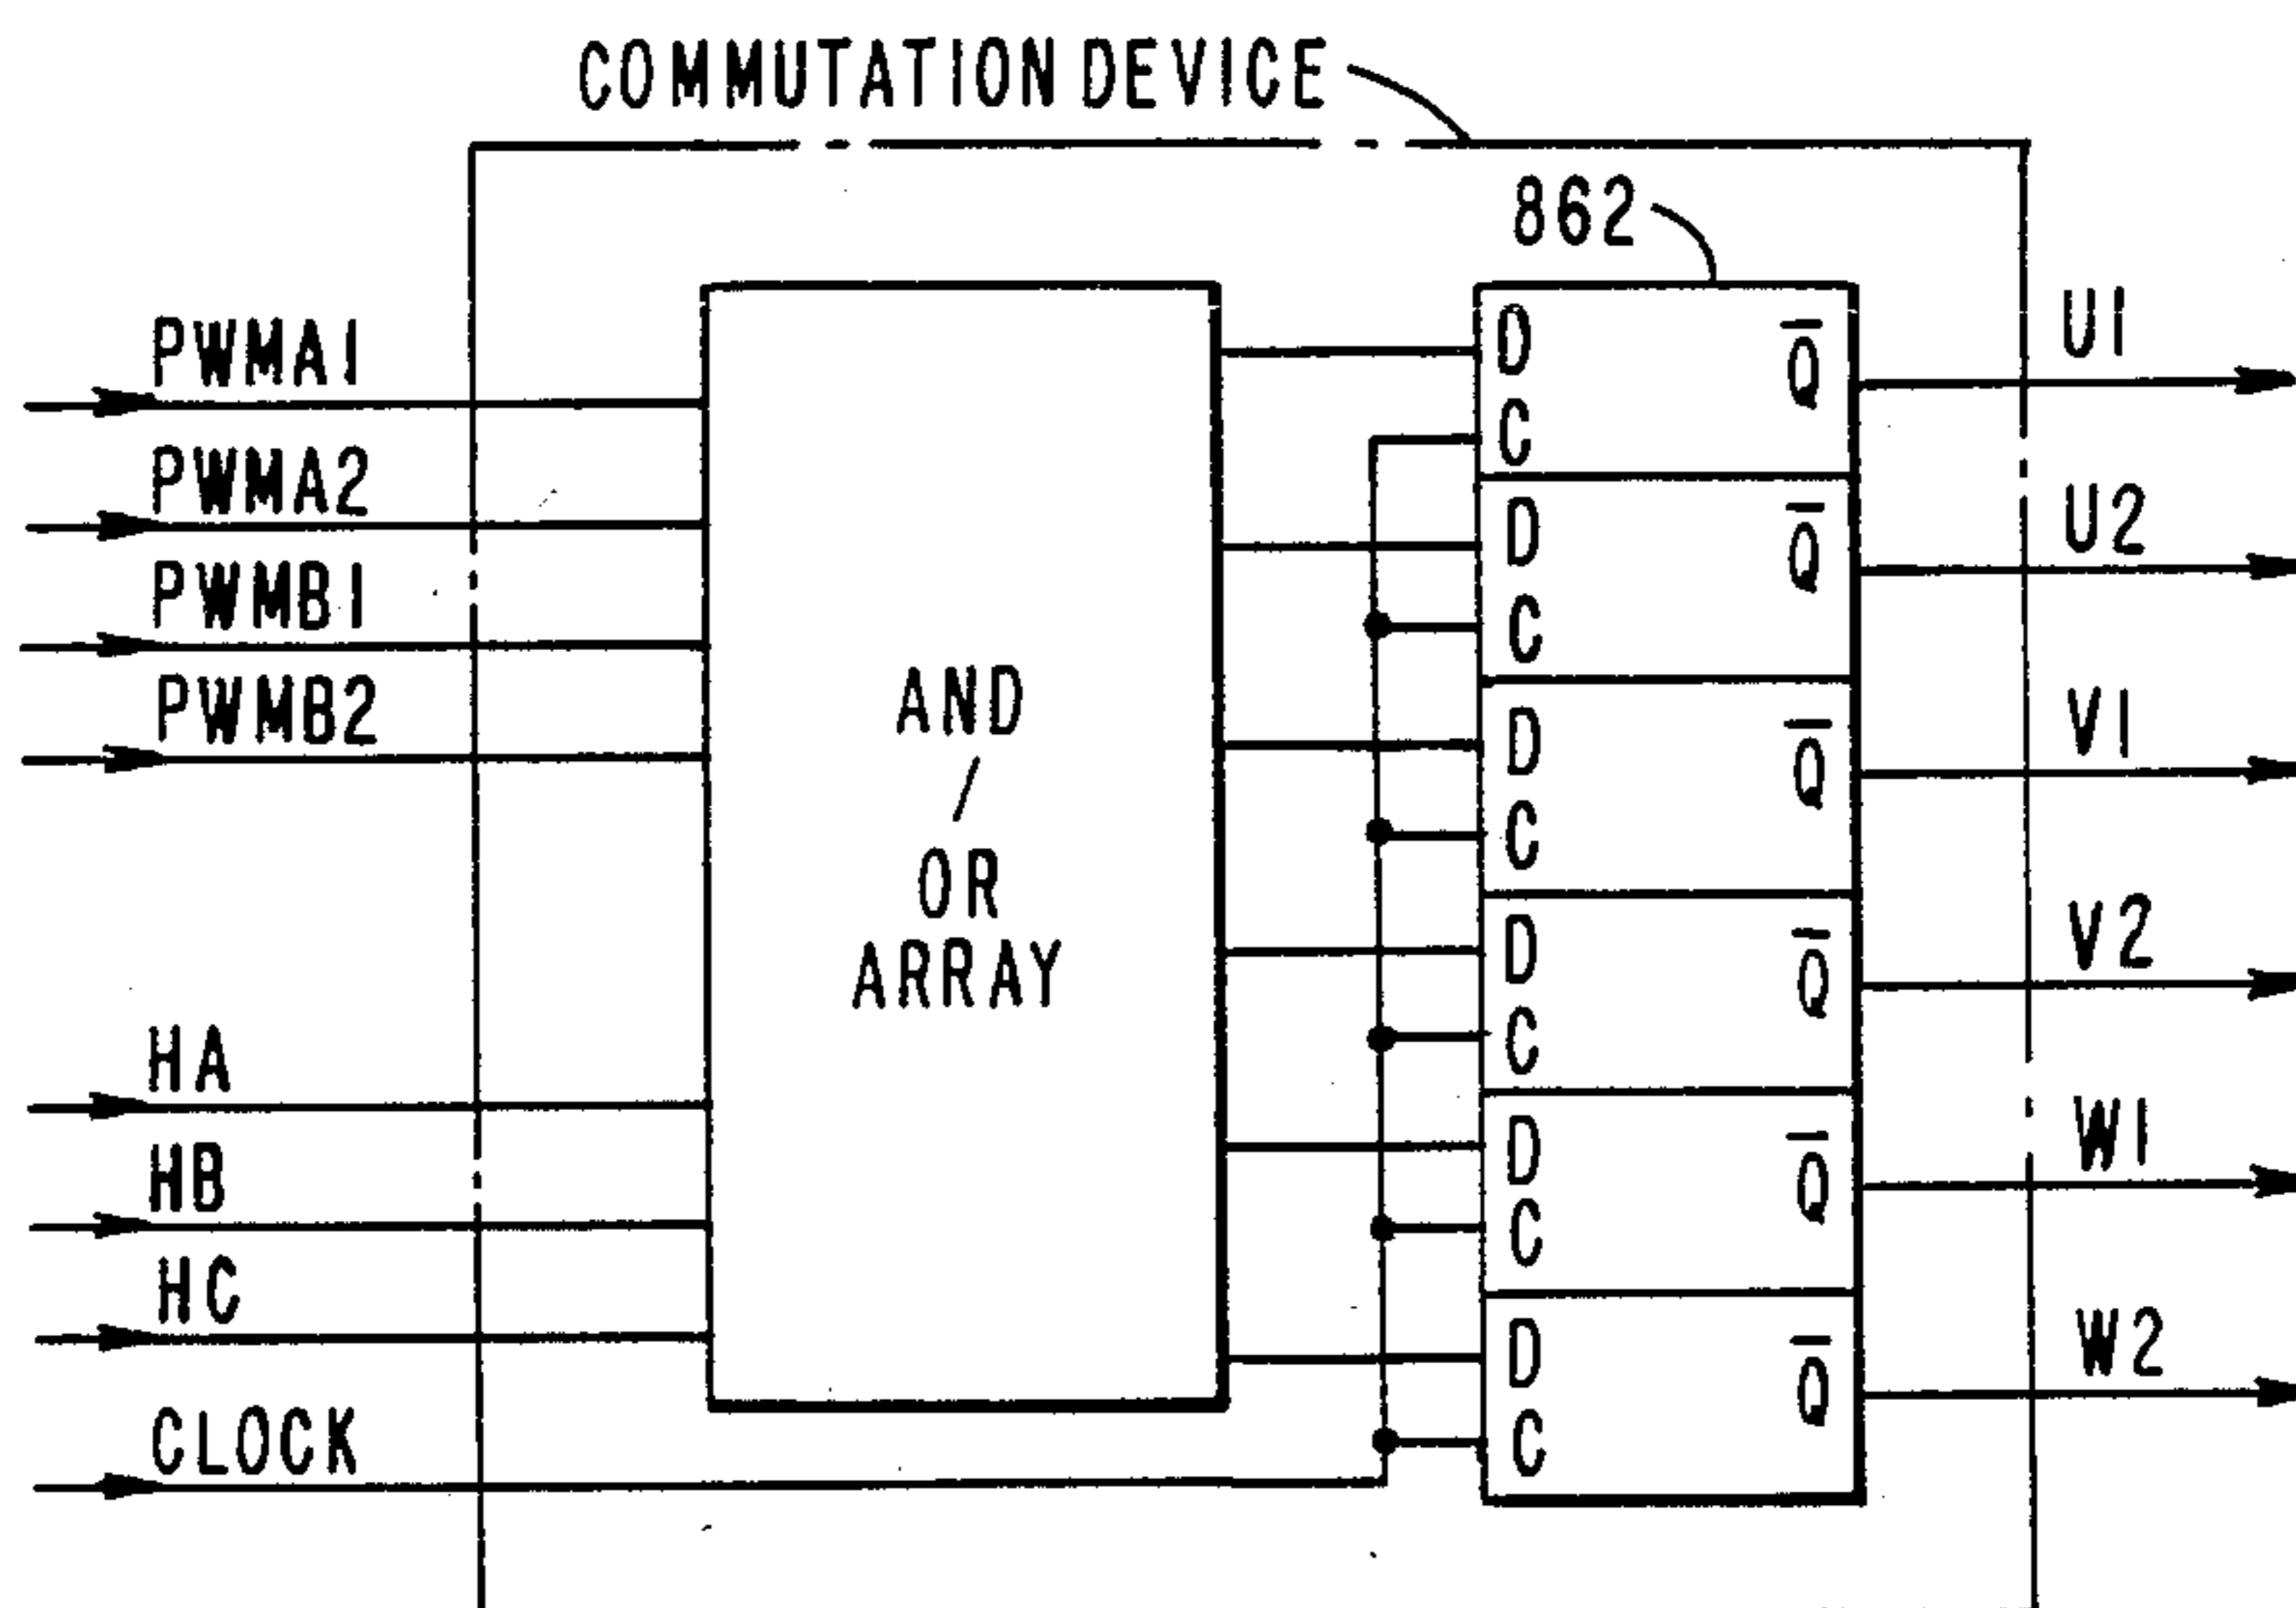 COMMUTATION DEVICE
862
PWMA1
PWMA2
PWMB1
PWMB2
HA
HB
HC
CLOCK
AND
/
OR
ARRAY
D
C
Q̅
D
C
Q̅
D
C
Q̅
D
C
Q̅
D
C
Q̅
D
C
Q̅
U1
U2
V1
V2
W1
W2